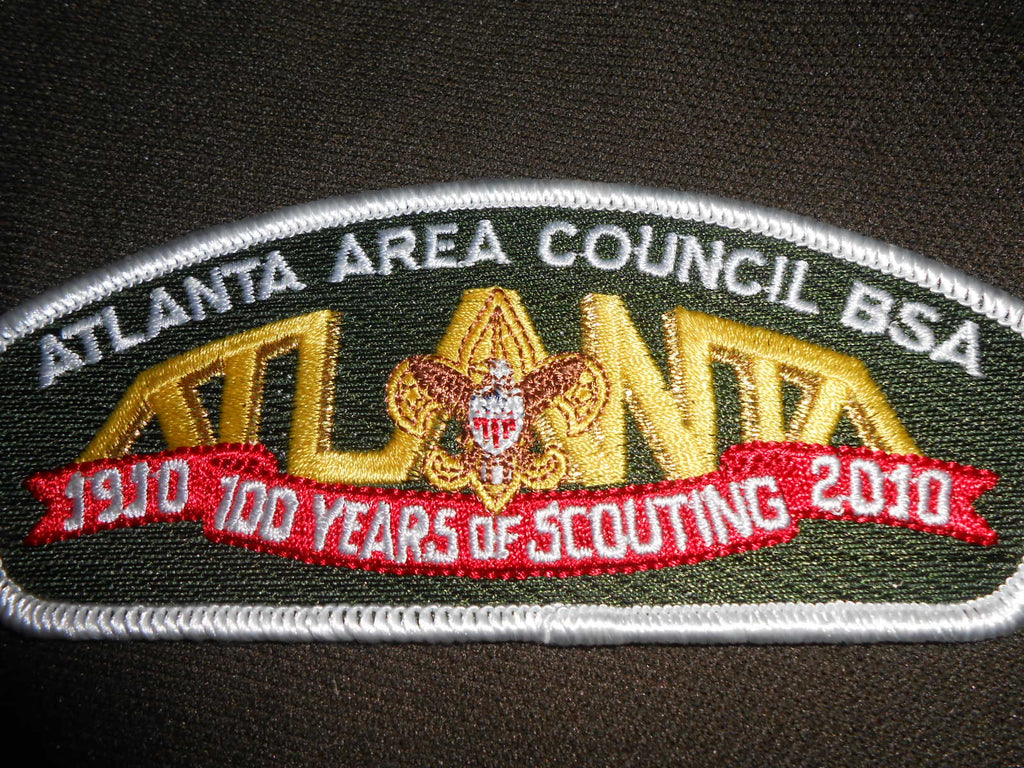 ATLANTA AREA COUNCIL BSA
ATLANTA
1910 100 YEARS OF SCOUTING 2010